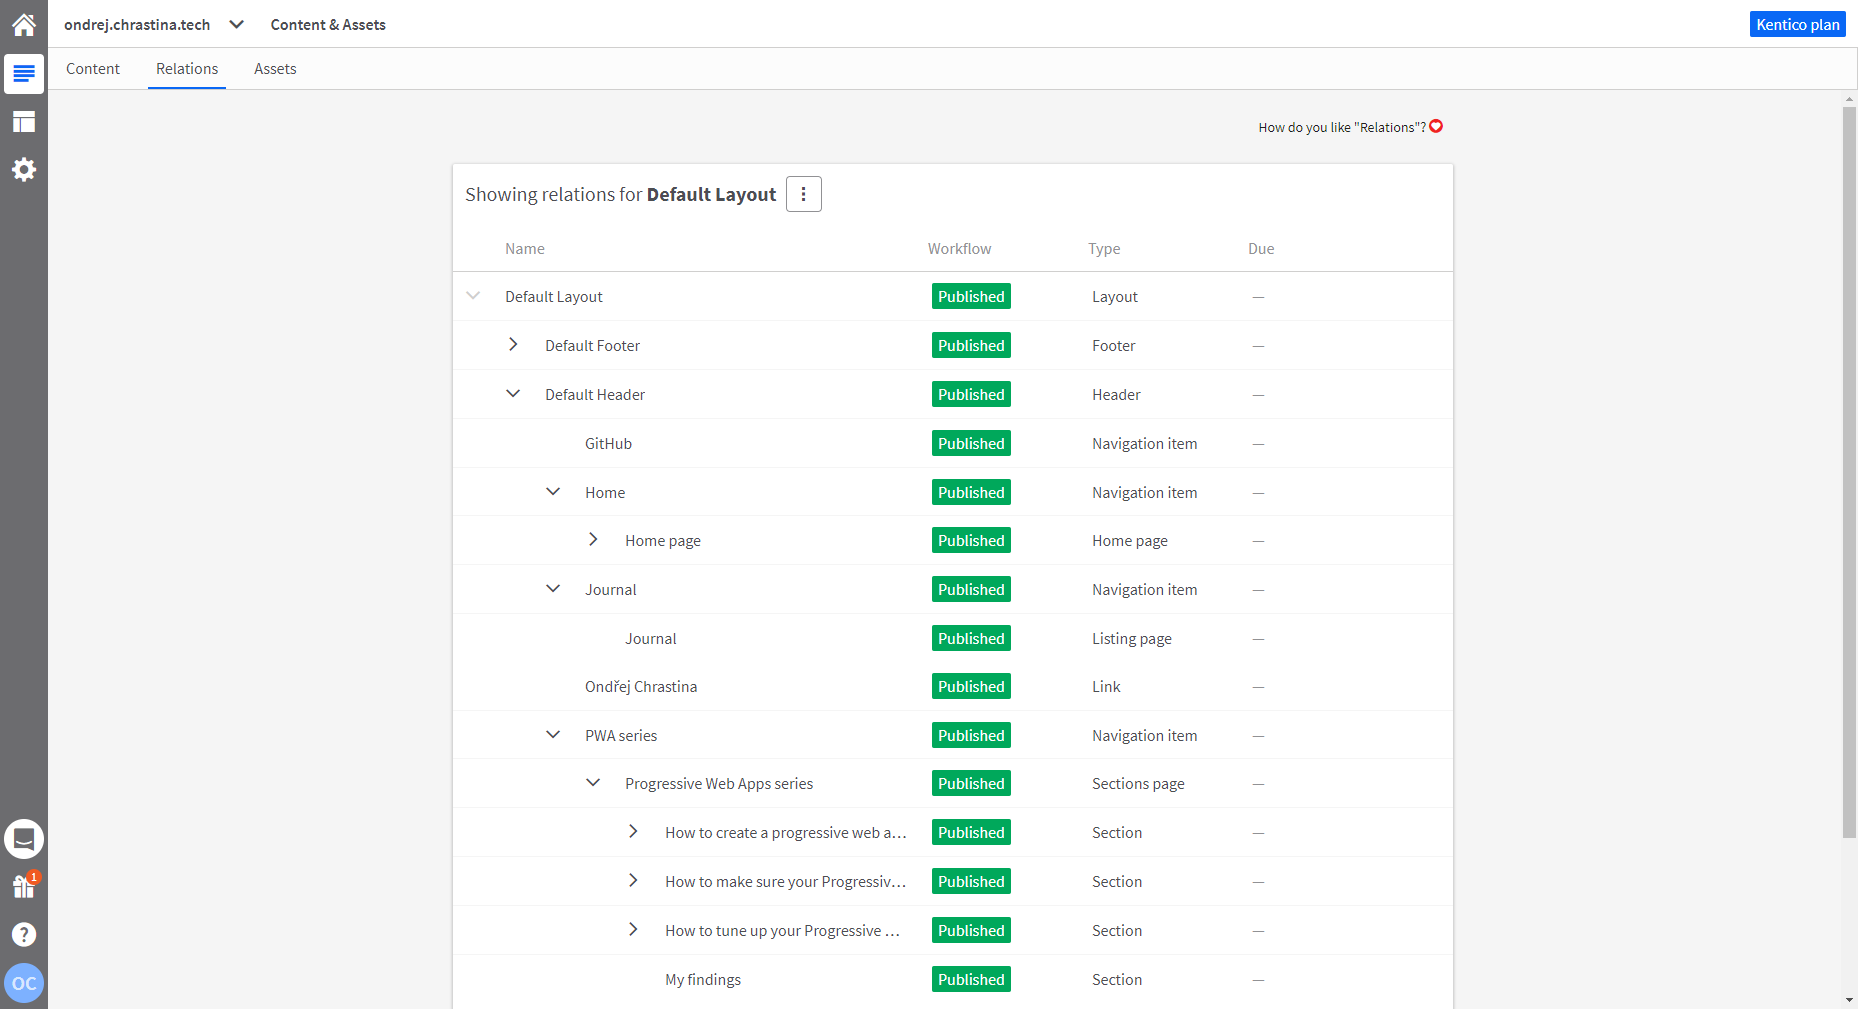 ondrej.chrastina.tech Content & Assets Kentico plan
Content Relations Assets
How do you like "Relations"?
Showing relations for Default Layout
Name Workflow Type Due
Default Layout Published Layout —
Default Footer Published Footer —
Default Header Published Header —
GitHub Published Navigation item —
Home Published Navigation item —
Home page Published Home page —
Journal Published Navigation item —
Journal Published Listing page —
Ondřej Chrastina Published Link —
PWA series Published Navigation item —
Progressive Web Apps series Published Sections page —
How to create a progressive web a... Published Section —
How to make sure your Progressiv... Published Section —
1
How to tune up your Progressive ... Published Section —
?
My findings Published Section —
OC